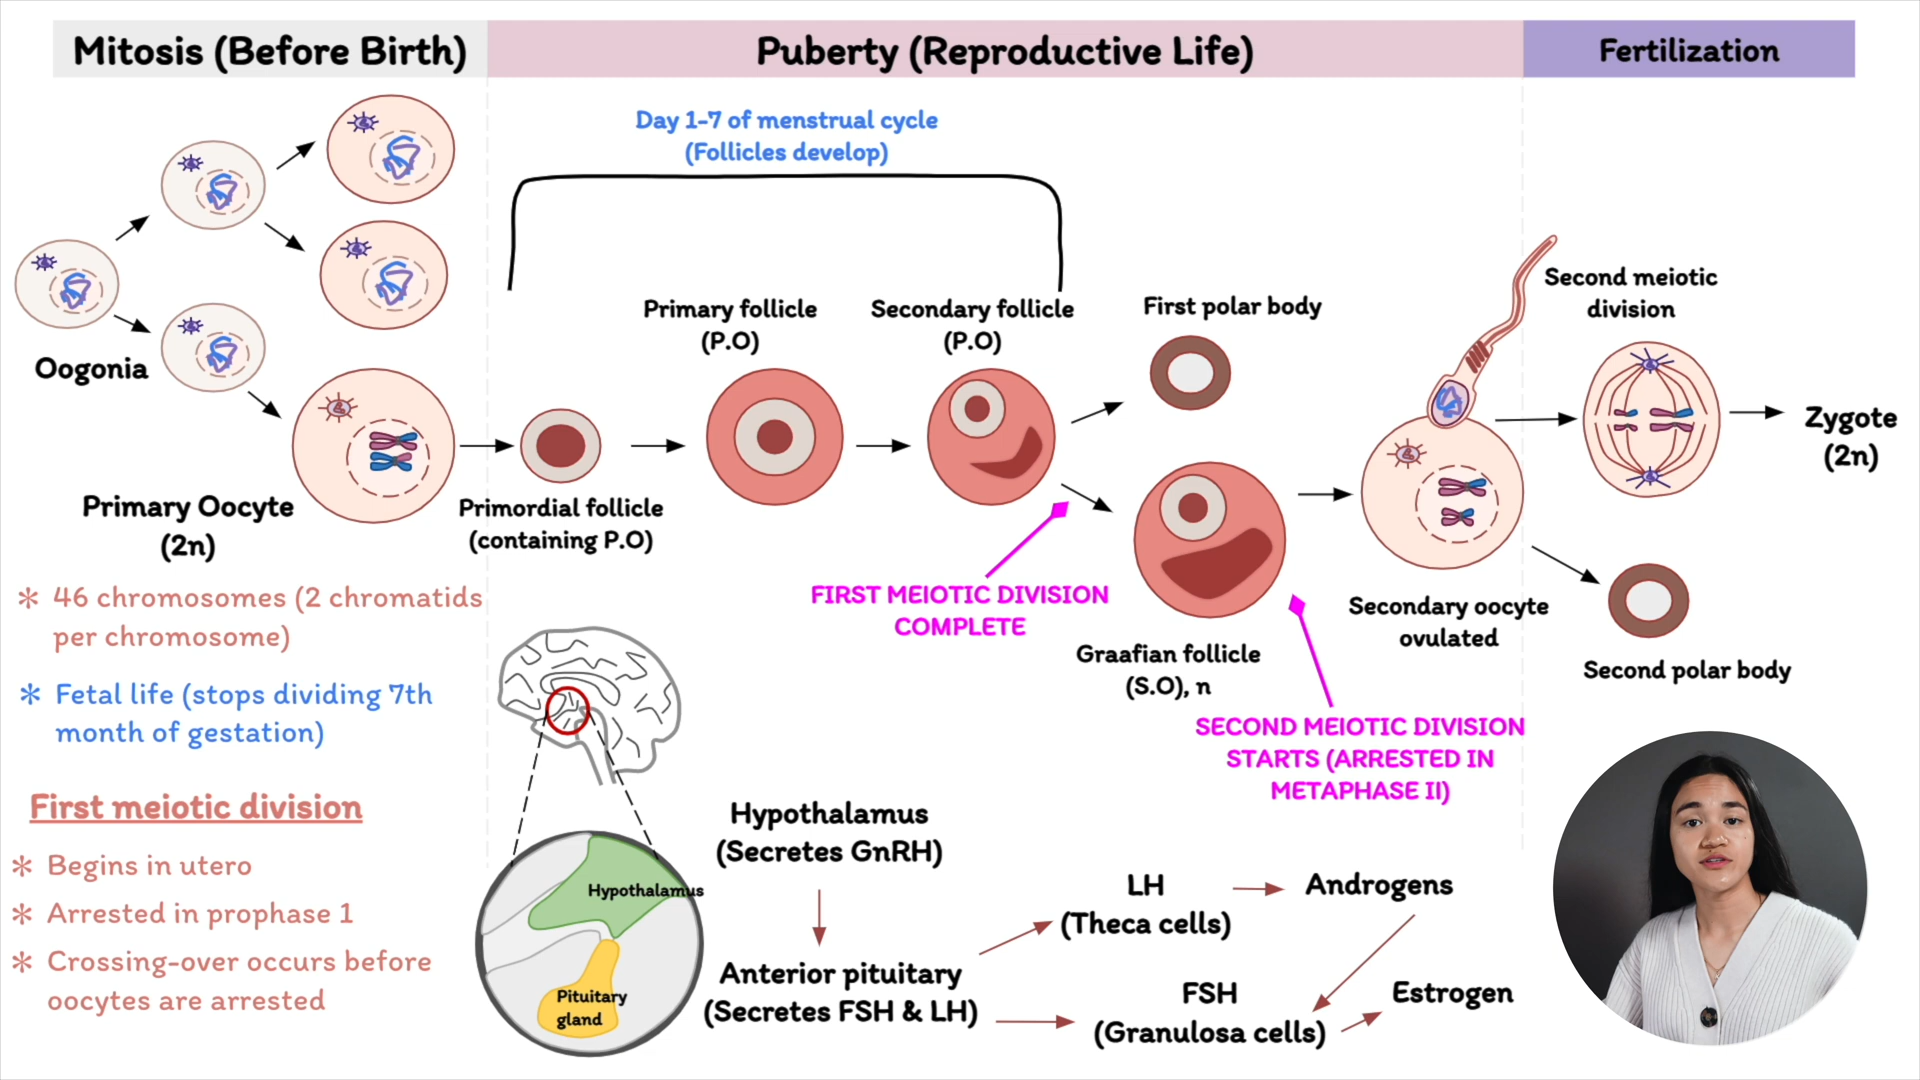 Mitosis (Before Birth)
Puberty (Reproductive Life)
Fertilization
Day 1-7 of menstrual cycle
(Follicles develop)
Oogonia
Primary Oocyte
(2n)
Primordial follicle
(containing P.O)
Primary follicle
(P.O)
Secondary follicle
(P.O)
First polar body
Second meiotic
division
Zygote
(2n)
FIRST MEIOTIC DIVISION
COMPLETE
Graafian follicle
(S.O), n
Secondary oocyte
ovulated
Second polar body
SECOND MEIOTIC DIVISION
STARTS (ARRESTED IN
METAPHASE II)
* 46 chromosomes (2 chromatids
per chromosome)
* Fetal life (stops dividing 7th
month of gestation)
First meiotic division
* Begins in utero
* Arrested in prophase 1
* Crossing-over occurs before
oocytes are arrested
Hypothalamus
Pituitary
gland
Hypothalamus
(Secretes GnRH)
Anterior pituitary
(Secretes FSH & LH)
LH
(Theca cells)
Androgens
FSH
(Granulosa cells)
Estrogen